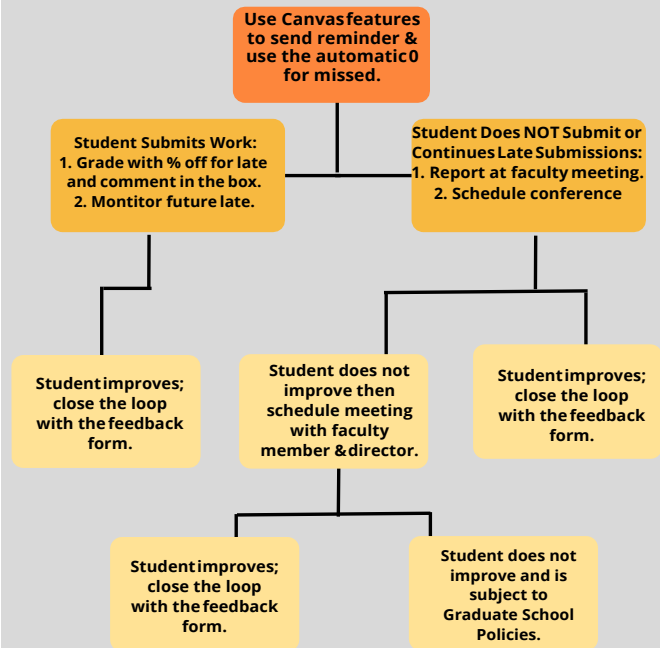 Use Canvas features
to send reminder &
use the automatic 0
for missed.
Student Submits Work:
1. Grade with % off for late
and comment in the box.
2. Montitor future late.
Student Does NOT Submit or
Continues Late Submissions:
1. Report at faculty meeting.
2. Schedule conference
Student improves;
close the loop
with the feedback
form.
Student does not
improve then
schedule meeting
with faculty
member & director.
Student improves;
close the loop
with the feedback
form.
Student improves;
close the loop
with the feedback
form.
Student does not
improve and is
subject to
Graduate School
Policies.